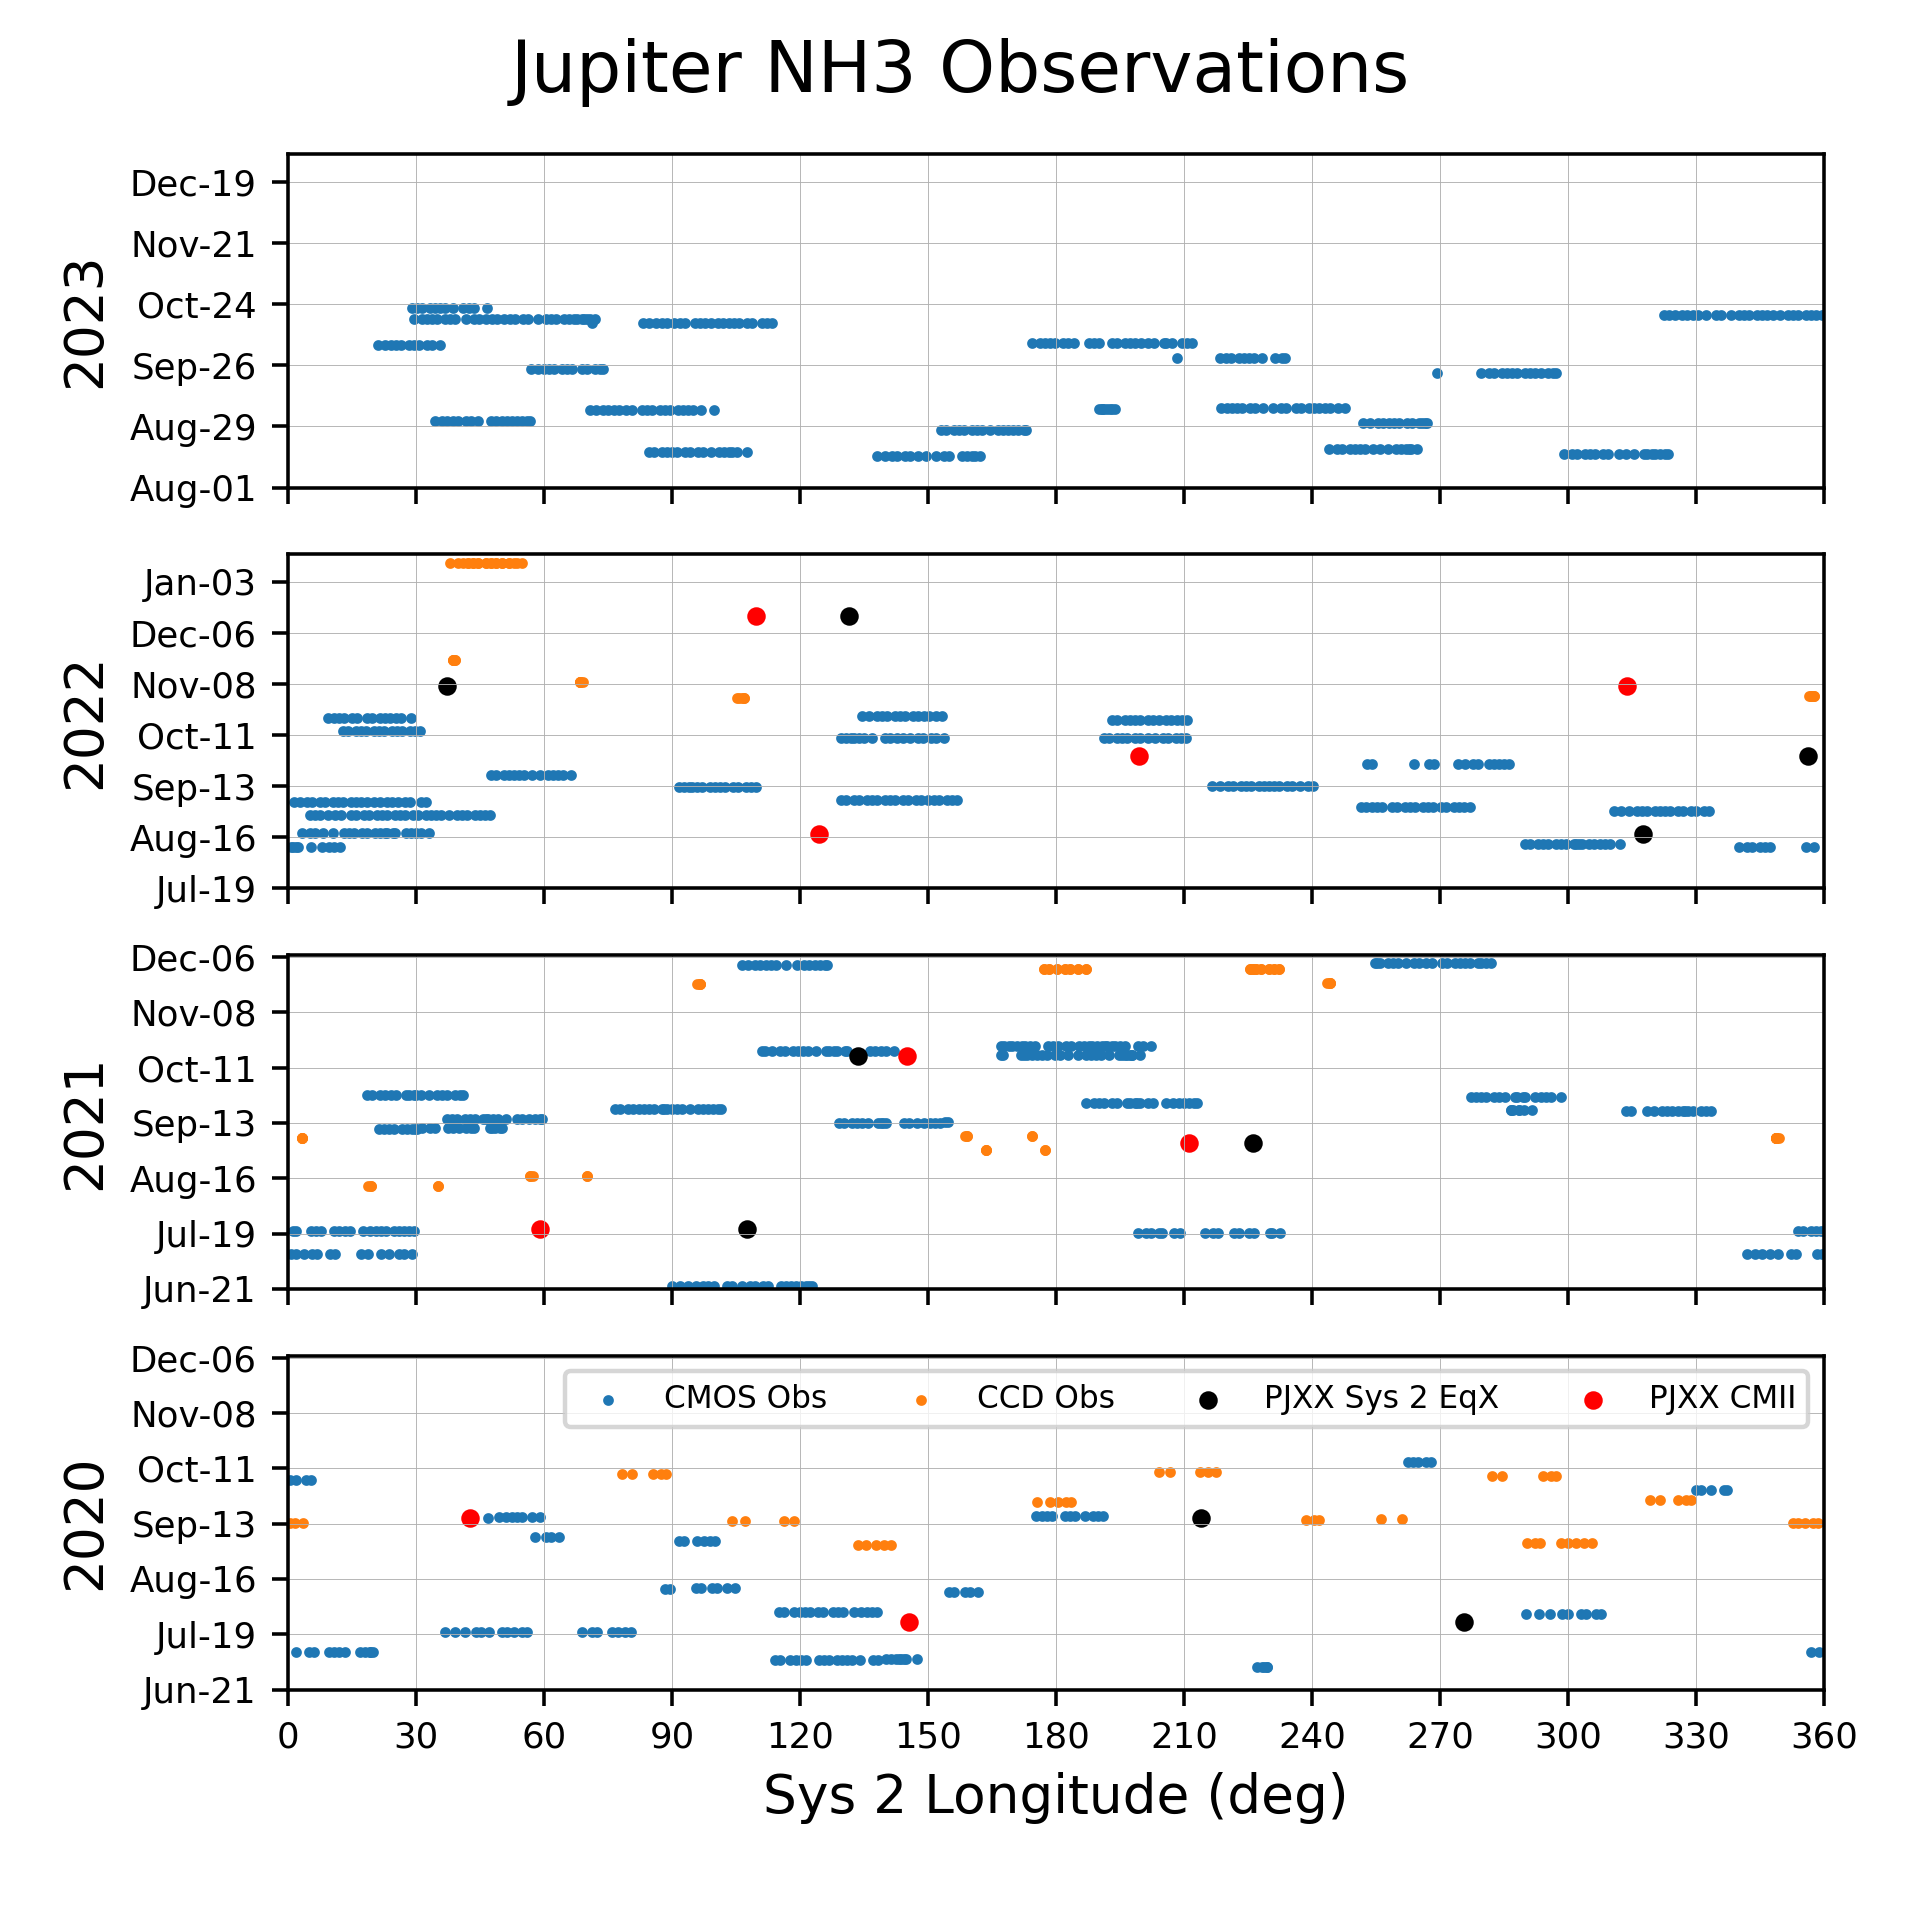 Jupiter NH3 Observations
2023
Dec-19
Nov-21
Oct-24
Sep-26
Aug-29
Aug-01
2022
Jan-03
Dec-06
Nov-08
Oct-11
Sep-13
Aug-16
Jul-19
2021
Dec-06
Nov-08
Oct-11
Sep-13
Aug-16
Jul-19
Jun-21
2020
Dec-06
Nov-08
Oct-11
Sep-13
Aug-16
Jul-19
Jun-21
CMOS Obs CCD Obs PJXX Sys 2 EqX PJXX CMII
0 30 60 90 120 150 180 210 240 270 300 330 360
Sys 2 Longitude (deg)